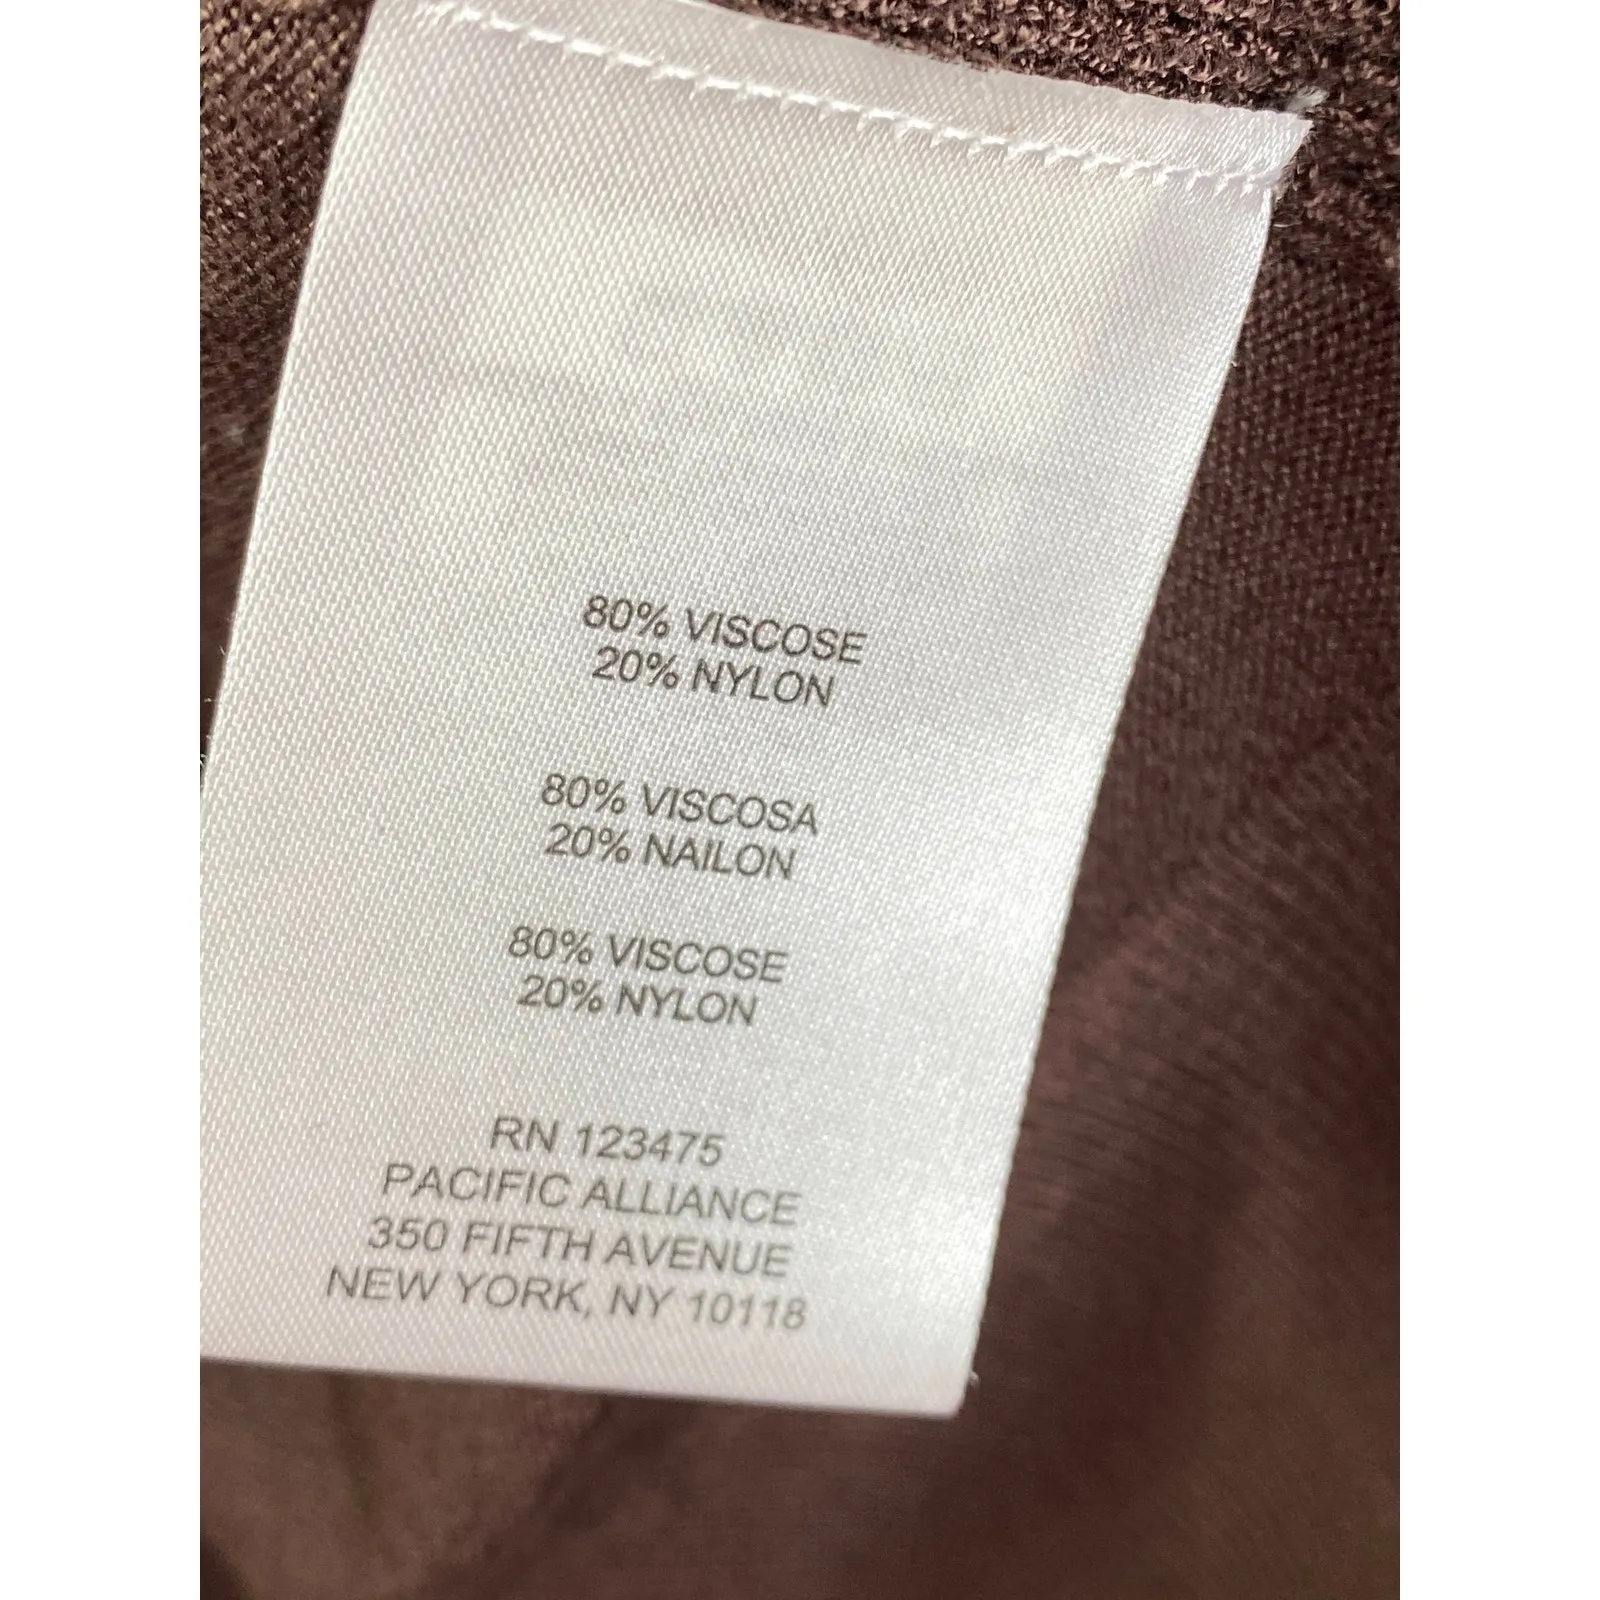 80% VISCOSE
20% NYLON
80% VISCOSA
20% NAILON
80% VISCOSE
20% NYLON
RN 123475
PACIFIC ALLIANCE
350 FIFTH AVENUE
NEW YORK, NY 10118